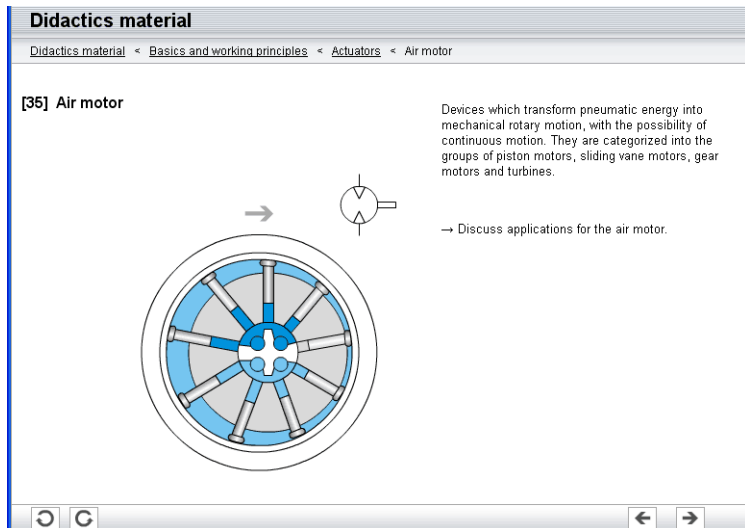 Didactics material
Didactics material < Basics and working principles < Actuators < Air motor
[35] Air motor
Devices which transform pneumatic energy into
mechanical rotary motion, with the possibility of
continuous motion. They are categorized into the
groups of piston motors, sliding vane motors, gear
motors and turbines.
→ Discuss applications for the air motor.